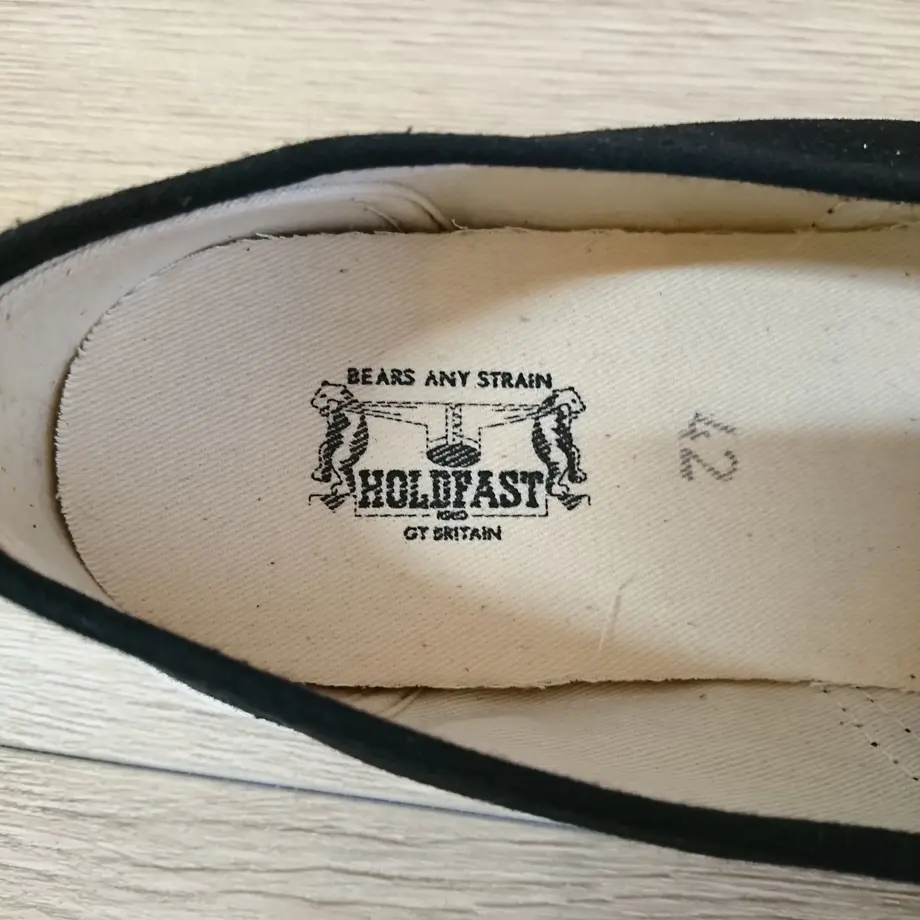 BEARS ANY STRAIN
HOLDFAST
GT BRITAIN
42